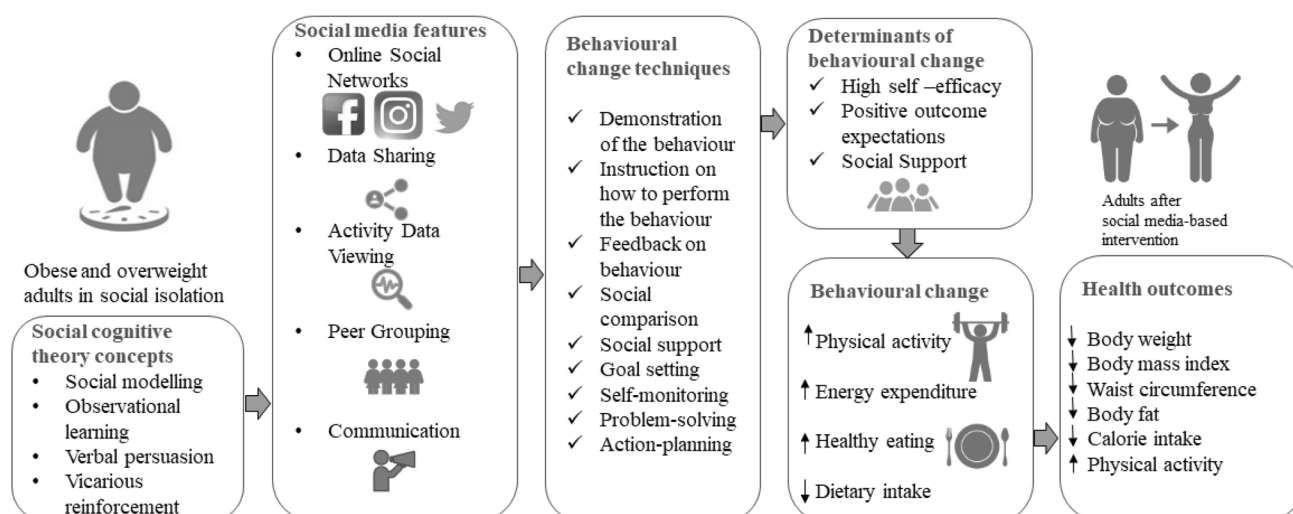 Obese and overweight
adults in social isolation
Social cognitive
theory concepts
• Social modelling
• Observational
learning
• Verbal persuasion
• Vicarious
reinforcement
Social media features
• Online Social
Networks
• Data Sharing
• Activity Data
Viewing
• Peer Grouping
• Communication
Behavioural
change techniques
✓ Demonstration
of the behaviour
✓ Instruction on
how to perform
the behaviour
✓ Feedback on
behaviour
✓ Social
comparison
✓ Social support
✓ Goal setting
✓ Self-monitoring
✓ Problem-solving
✓ Action-planning
Determinants of
behavioural change
✓ High self –efficacy
✓ Positive outcome
expectations
✓ Social Support
Behavioural change
↑ Physical activity
↑ Energy expenditure
↑ Healthy eating
↓ Dietary intake
Adults after
social media-based
intervention
Health outcomes
↓ Body weight
↓ Body mass index
↓ Waist circumference
↓ Body fat
↓ Calorie intake
↑ Physical activity